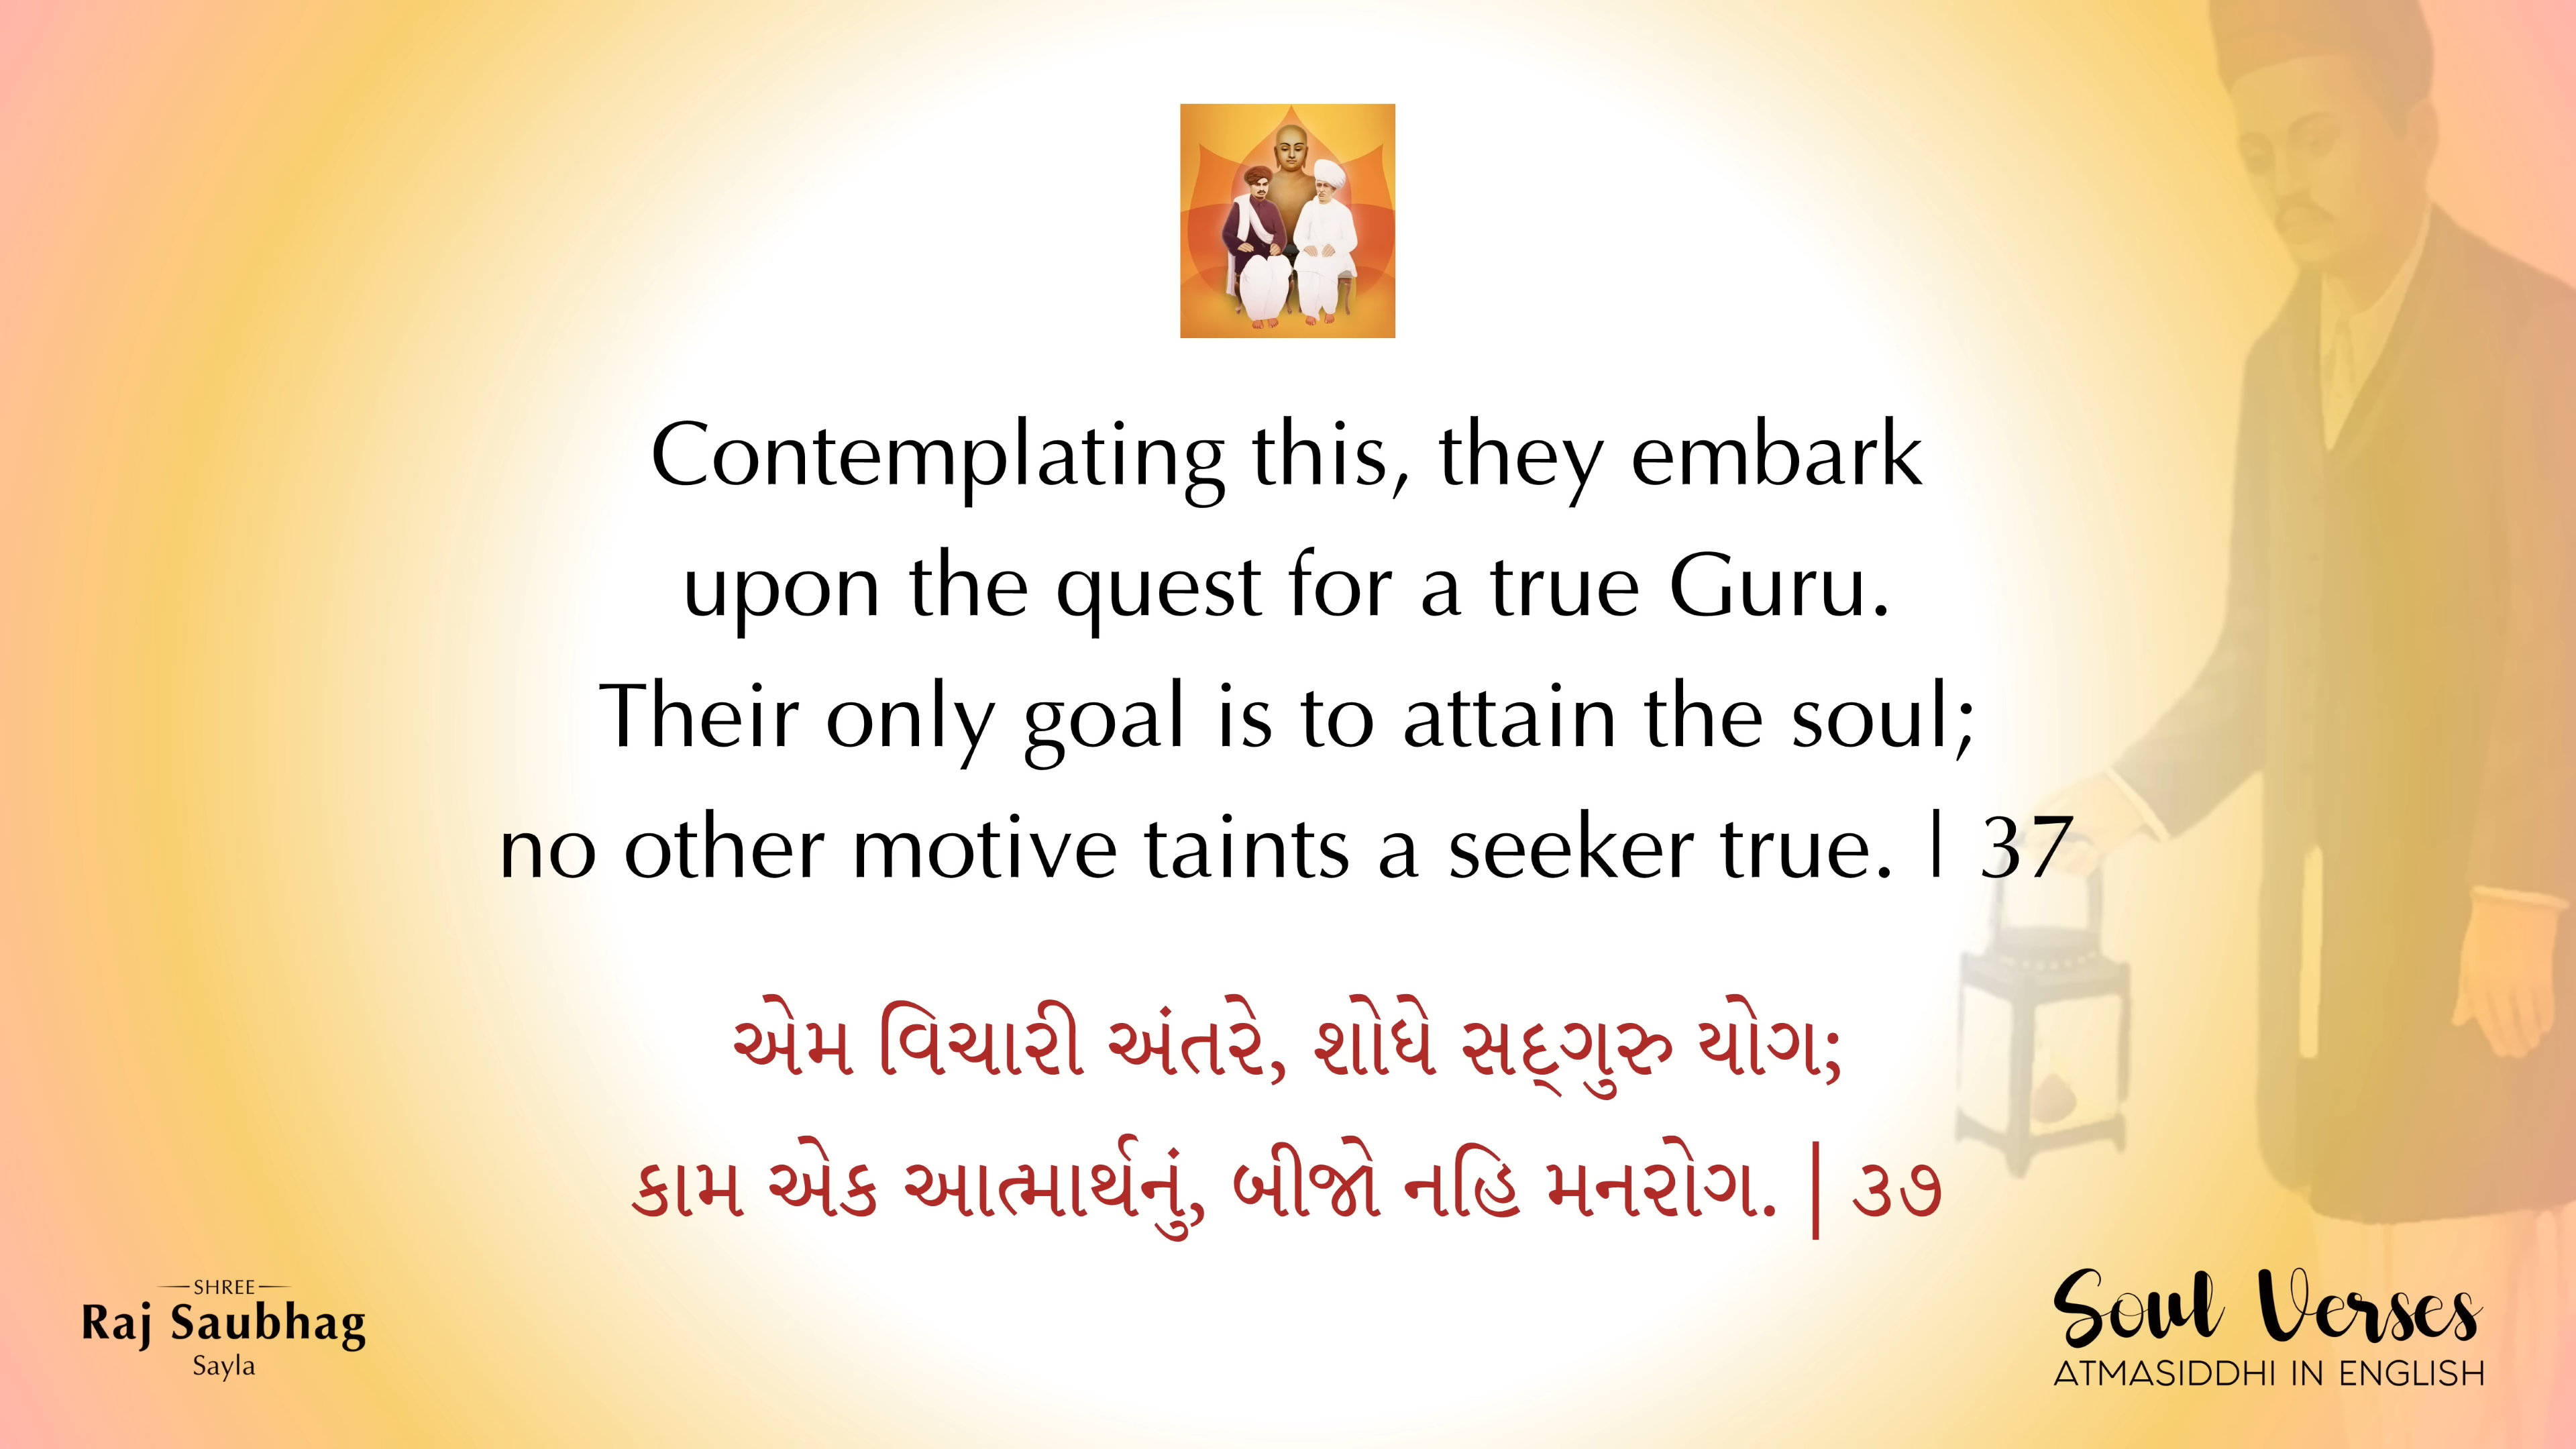 Contemplating this, they embark
upon the quest for a true Guru.
Their only goal is to attain the soul;
no other motive taints a seeker true. | 37
એમ વિચારી અંતરે, શોધે સદ્‌ગુરુ યોગ;
કામ એક આત્માર્થનું, બીજો નહિ મનરોગ. | ૩૭
SHREE
Raj Saubhag
Sayla
Soul Verses
ATMASIDDHI IN ENGLISH